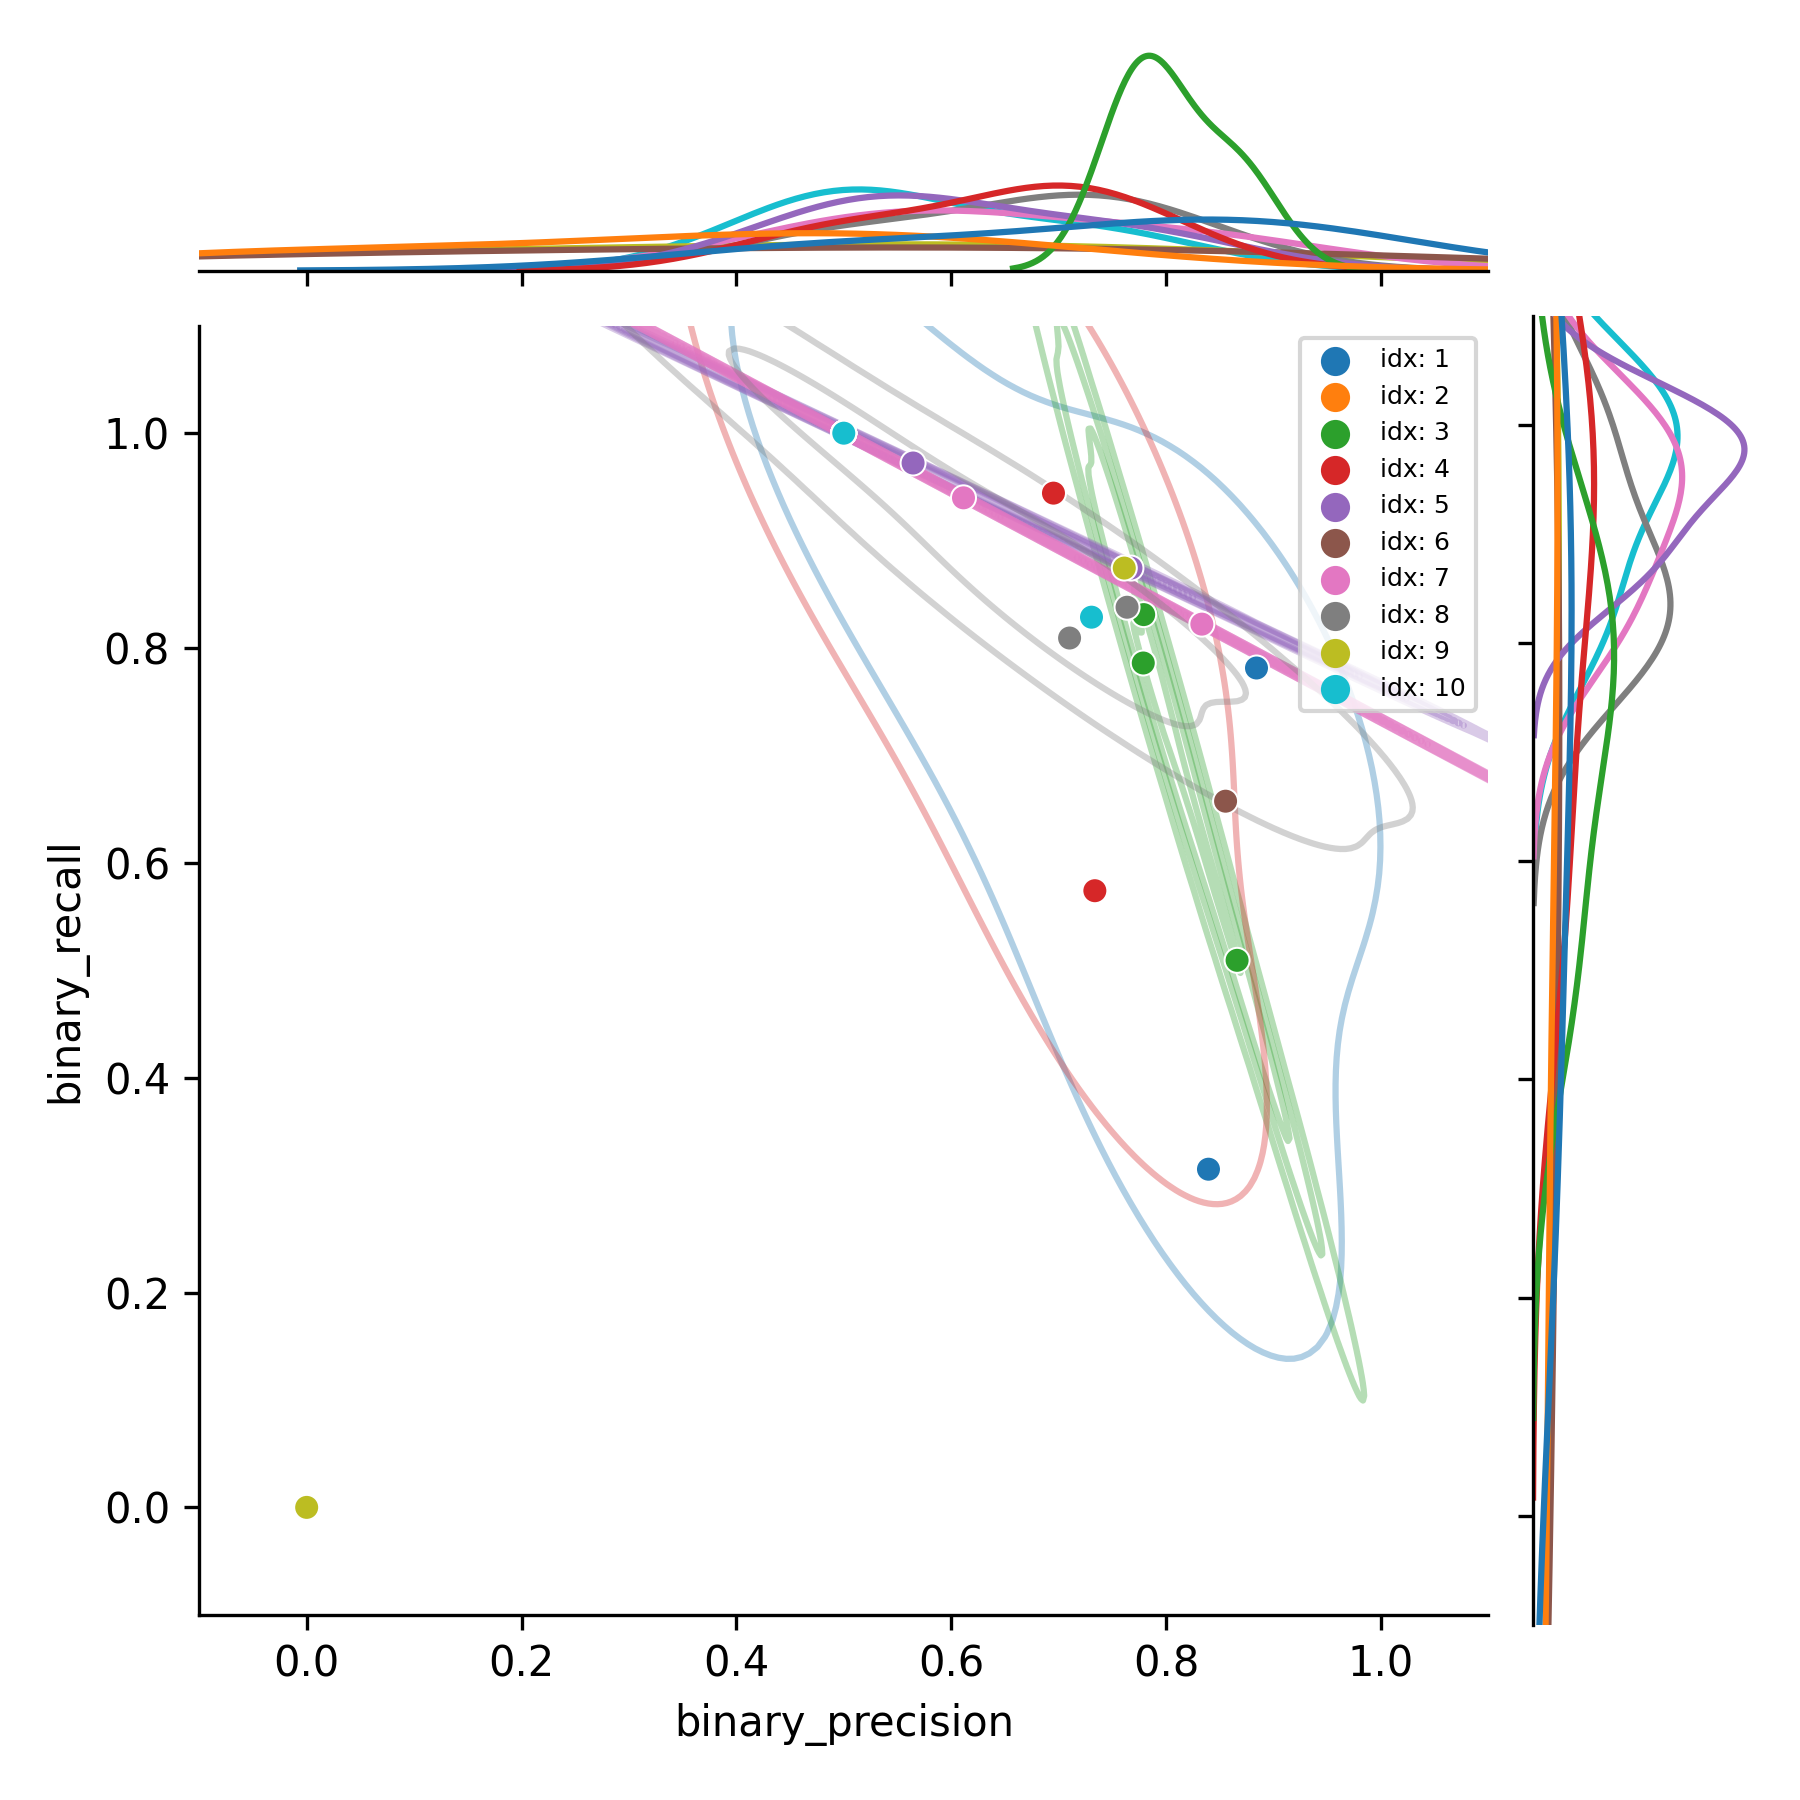 idx: 1
idx: 2
idx: 3
idx: 4
idx: 5
idx: 6
idx: 7
idx: 8
idx: 9
idx: 10
1.0
0.8
0.6
0.4
0.2
0.0
binary_recall
0.0 0.2 0.4 0.6 0.8 1.0
binary_precision